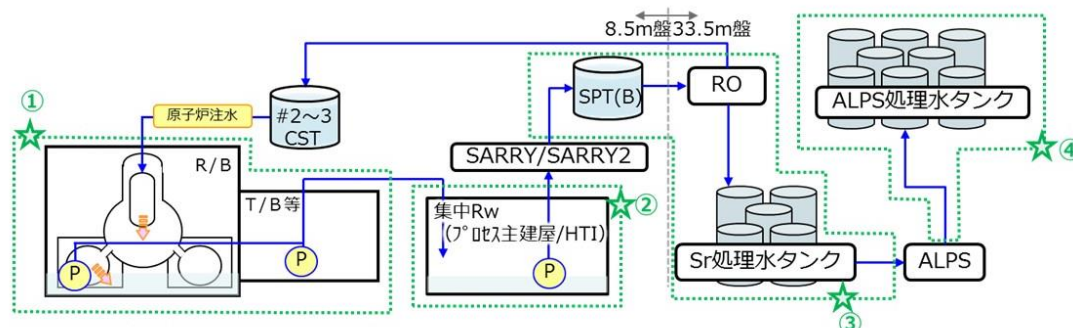 8.5m盤 33.5m盤
①
原子炉注水
#2～3
CST
SPT(B)
RO
ALPS処理水タンク
④
R/B
T/B等
P
P
SARRY/SARRY2
②
集中Rw
(ﾌﾟﾛｾｽ主建屋/HTI)
P
Sr処理水タンク
ALPS
③